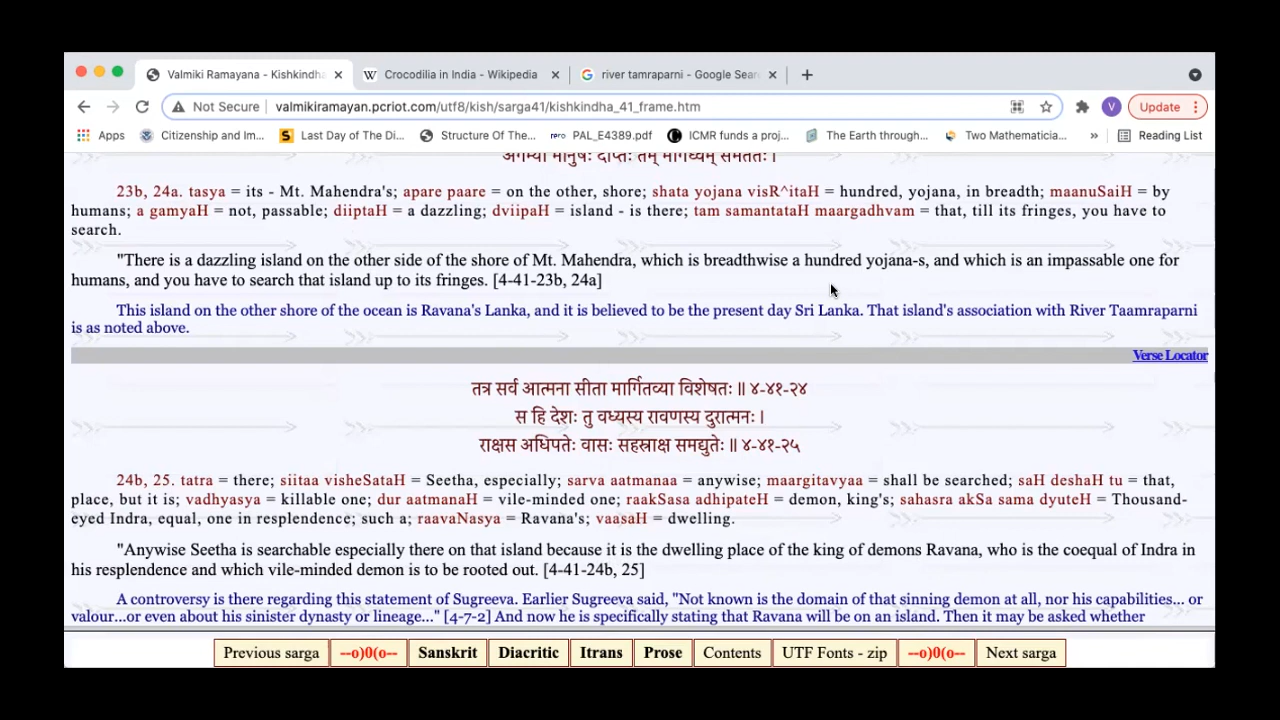 Valmiki Ramayana - Kishkindha
Crocodilia in India - Wikipedia
river tamraparni - Google Sear
Not Secure
valmikiramayan.pcriot.com/utf8/kish/sarga41/kishkindha_41_frame.htm
V
Update
Apps
Citizenship and Im...
Last Day of The Di...
Structure Of The...
PAL_E4389.pdf
ICMR funds a proj...
The Earth through...
Two Mathematicia...
»
Reading List
23b, 24a. tasya = its - Mt. Mahendra's; apare paare = on the other, shore; shata yojana visR^itaH = hundred, yojana, in breadth; maanuSaiH = by
humans; a gamyaH = not, passable; diiptaH = a dazzling; dviipaH = island - is there; tam samantataH maargadhvam = that, till its fringes, you have to
search.
"There is a dazzling island on the other side of the shore of Mt. Mahendra, which is breadthwise a hundred yojana-s, and which is an impassable one for
humans, and you have to search that island up to its fringes. [4-41-23b, 24a]
This island on the other shore of the ocean is Ravana's Lanka, and it is believed to be the present day Sri Lanka. That island's association with River Taamraparni
is as noted above.
Verse Locator
तत्र सर्व आत्मना सीता मार्गितव्या विशेषतः॥ ४-४१-२४
स हि देशः तु वध्यस्य रावणस्य दुरात्मनः।
राक्षस अधिपतेः वासः सहस्राक्ष समद्युतेः॥ ४-४१-२५
24b, 25. tatra = there; siitaa visheSataH = Seetha, especially; sarva aatmanaa = anywise; maargitavyaa = shall be searched; saH deshaH tu = that,
place, but it is; vadhyasya = killable one; dur aatmanaH = vile-minded one; raakSasa adhipateH = demon, king's; sahasra akSa sama dyuteH = Thousand-
eyed Indra, equal, one in resplendence; such a; raavaNasya = Ravana's; vaasaH = dwelling.
"Anywise Seetha is searchable especially there on that island because it is the dwelling place of the king of demons Ravana, who is the coequal of Indra in
his resplendence and which vile-minded demon is to be rooted out. [4-41-24b, 25]
A controversy is there regarding this statement of Sugreeva. Earlier Sugreeva said, "Not known is the domain of that sinning demon at all, nor his capabilities... or
valour...or even about his sinister dynasty or lineage..." [4-7-2] And now he is specifically stating that Ravana will be on an island. Then it may be asked whether
Previous sarga
--o)0(o--
Sanskrit
Diacritic
Itrans
Prose
Contents
UTF Fonts - zip
--o)0(o--
Next sarga